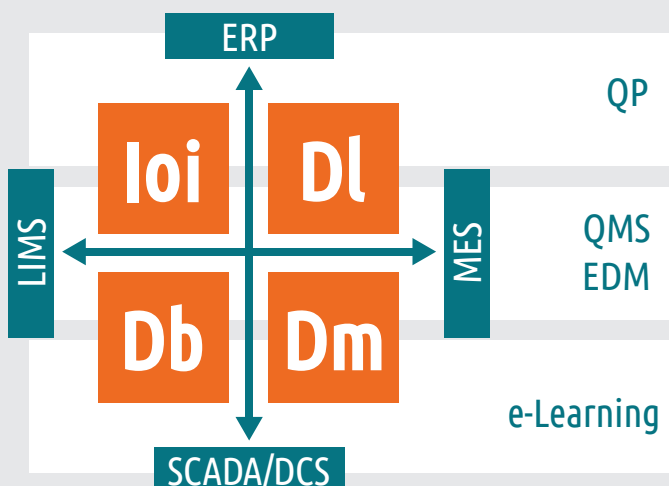 ERP
QP
Ioi
Dl
LIMS
MES
QMS
EDM
Db
Dm
e-Learning
SCADA/DCS